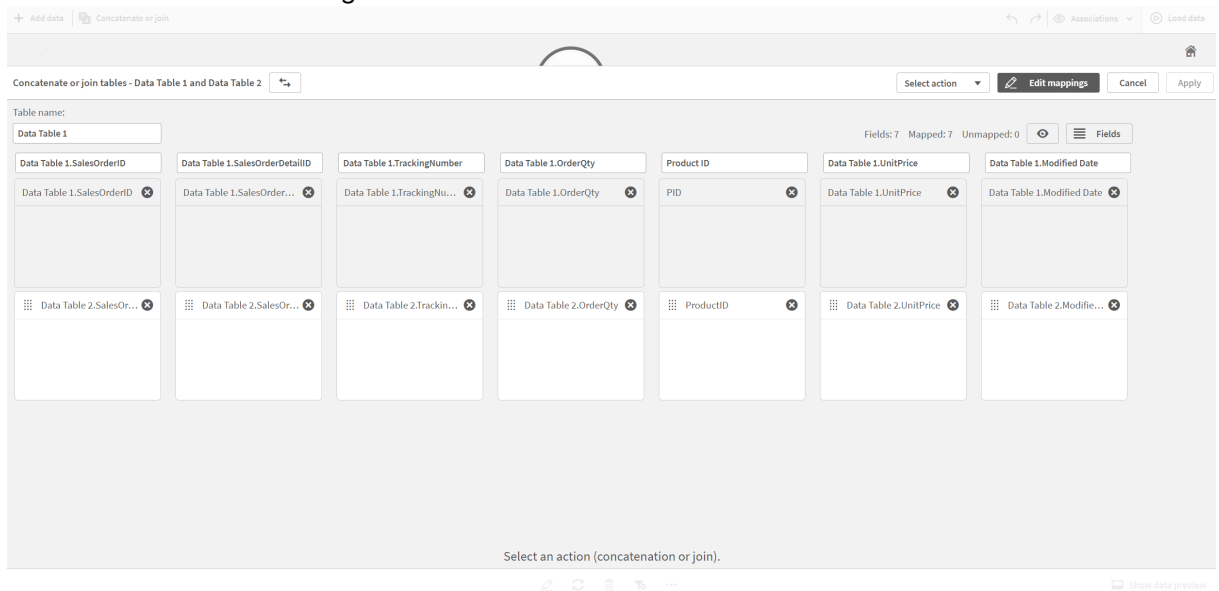 Add data Concatenate or join Associations Load data
Concatenate or join tables - Data Table 1 and Data Table 2 Select action Edit mappings Cancel Apply
Table name:
Data Table 1 Fields: 7 Mapped: 7 Unmapped: 0 Fields
Data Table 1.SalesOrderID Data Table 1.SalesOrderDetailID Data Table 1.TrackingNumber Data Table 1.OrderQty Product ID Data Table 1.UnitPrice Data Table 1.Modified Date
Data Table 1.SalesOrderID Data Table 1.SalesOrder... Data Table 1.TrackingNu... Data Table 1.OrderQty PID Data Table 1.UnitPrice Data Table 1.Modified Date
Data Table 2.SalesOr... Data Table 2.SalesOr... Data Table 2.Trackin... Data Table 2.OrderQty ProductID Data Table 2.UnitPrice Data Table 2.Modifie...
Select an action (concatenation or join).
Show data preview